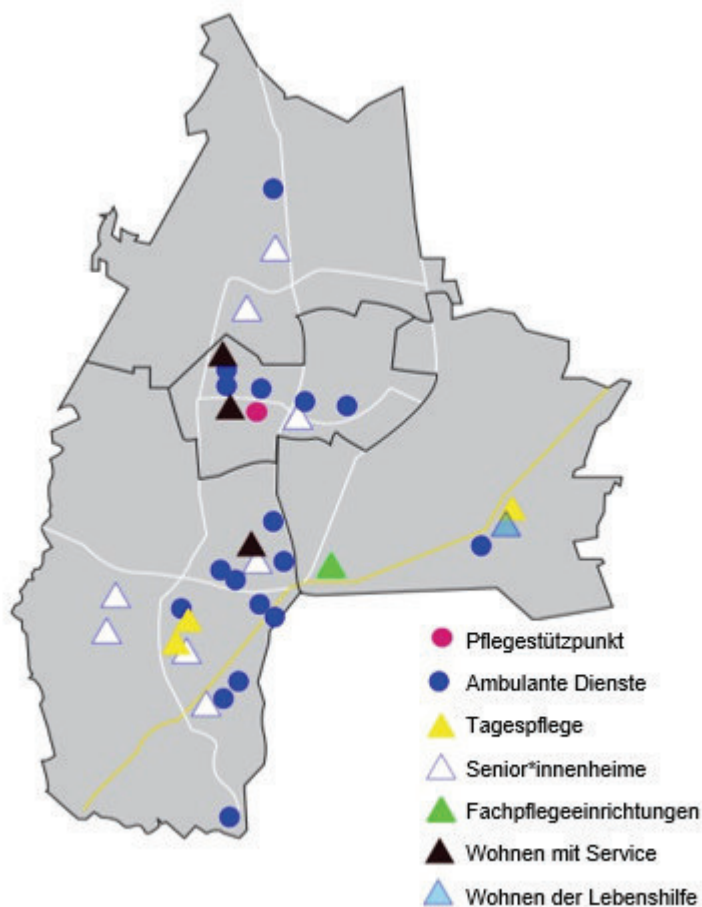 Pflegestützpunkt
Ambulante Dienste
Tagespflege
Senior*innenheime
Fachpflegeeinrichtungen
Wohnen mit Service
Wohnen der Lebenshilfe